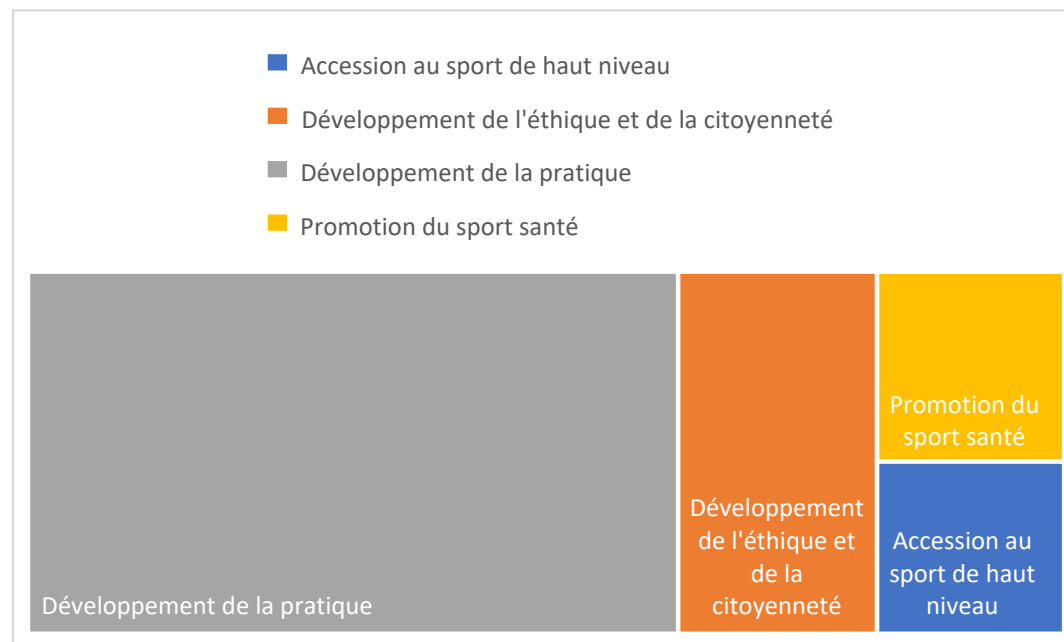 Accession au sport de haut niveau
Développement de l'éthique et de la citoyenneté
Développement de la pratique
Promotion du sport santé
Développement de la pratique
Développement
de l'éthique et
de la
citoyenneté
Promotion du
sport santé
Accession au
sport de haut
niveau